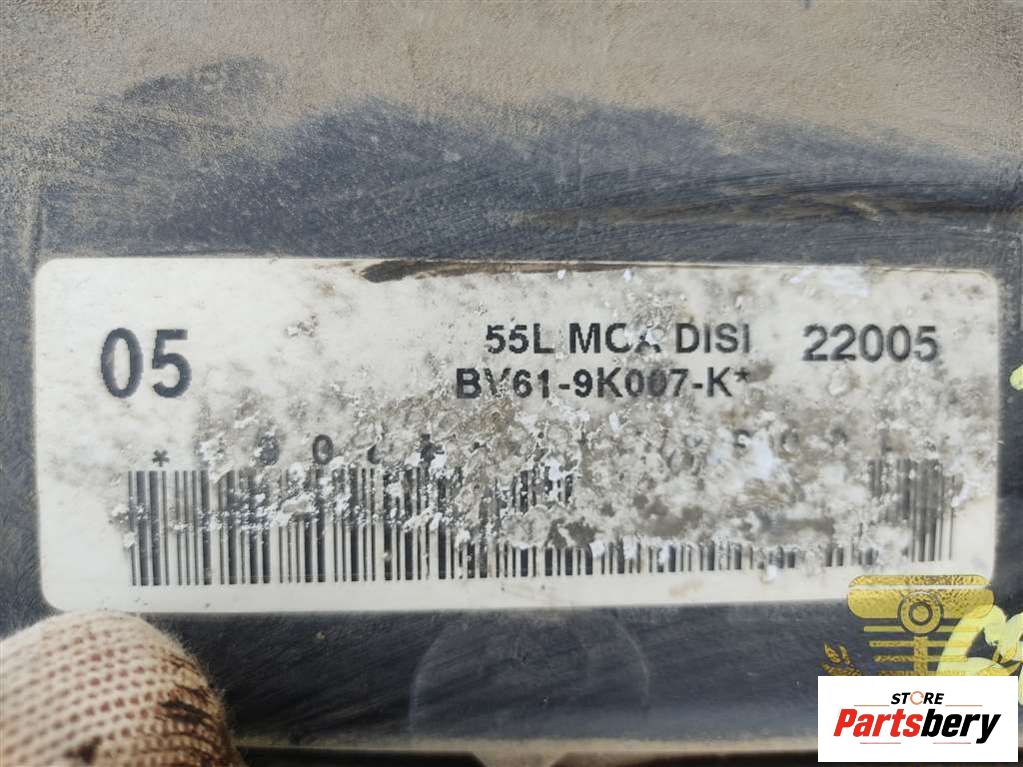 05 55L MCA DISI 22005
BV61-9K007-K*
STORE
Partsbery